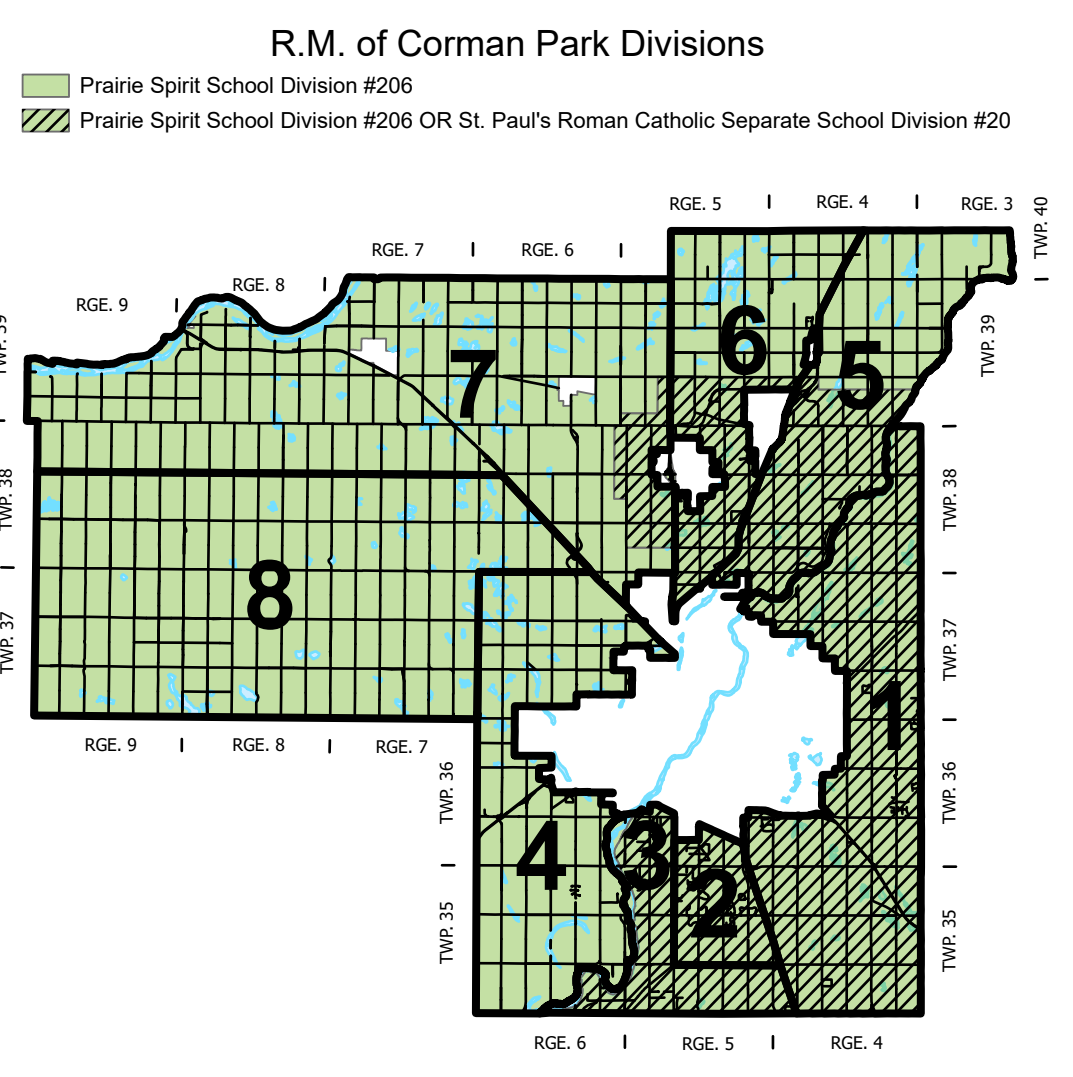 R.M. of Corman Park Divisions
Prairie Spirit School Division #206
Prairie Spirit School Division #206 OR St. Paul's Roman Catholic Separate School Division #20
RGE. 5
RGE. 4
RGE. 3
TWP. 40
RGE. 7
RGE. 6
RGE. 8
RGE. 9
TWP. 39
TWP. 39
6
7
5
TWP. 38
TWP. 38
8
TWP. 37
TWP. 37
1
RGE. 9
RGE. 8
RGE. 7
TWP. 36
TWP. 36
4
3
2
TWP. 35
TWP. 35
RGE. 6
RGE. 5
RGE. 4